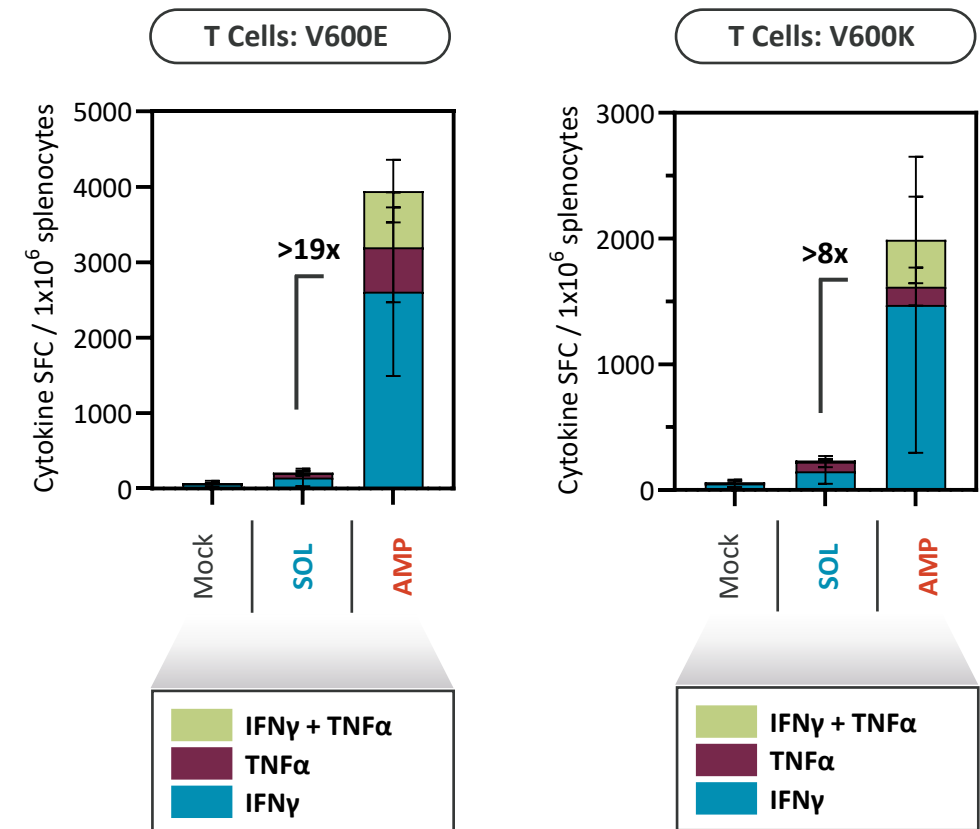 T Cells: V600E
Cytokine SFC / 1x10⁶ splenocytes
5000
4000
3000
2000
1000
0
>19x
Mock
SOL
AMP
IFNγ + TNFα
TNFα
IFNγ
T Cells: V600K
Cytokine SFC / 1x10⁶ splenocytes
3000
2000
1000
0
>8x
Mock
SOL
AMP
IFNγ + TNFα
TNFα
IFNγ